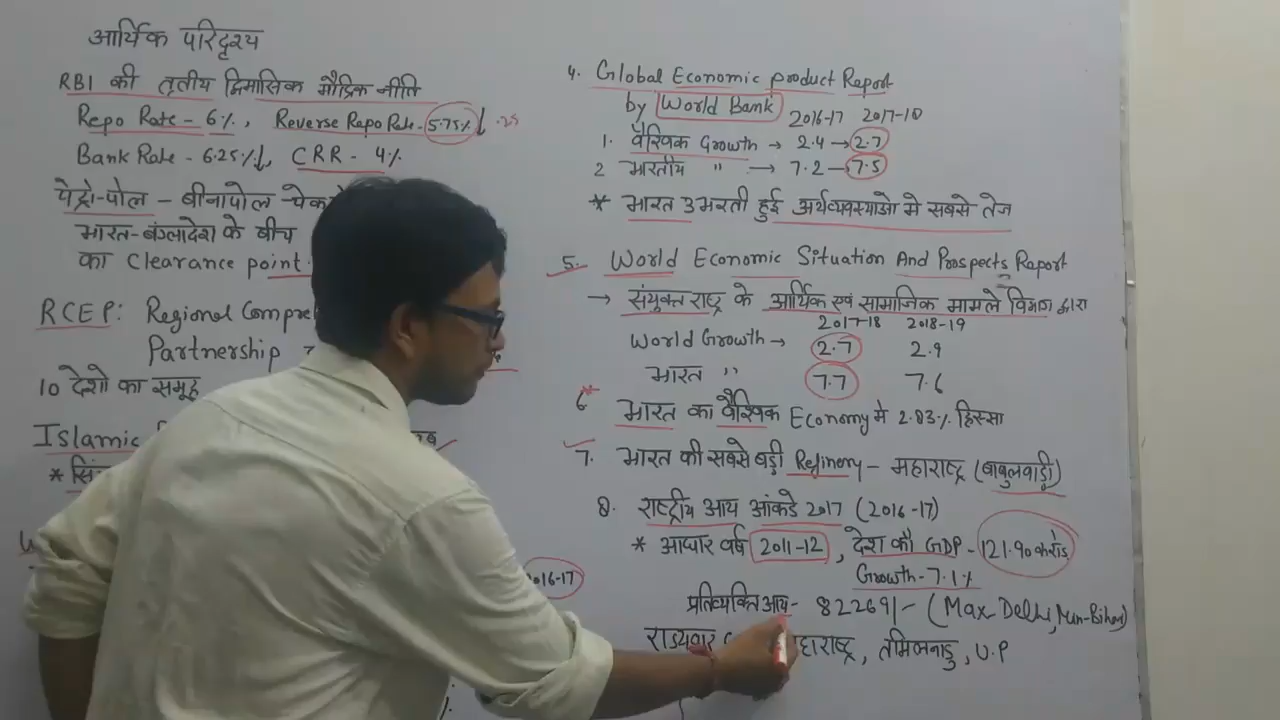 आर्थिक परिदृश्य
RBI की तृतीय द्विमासिक मौद्रिक नीति
Repo Rate - 6%, Reverse Repo Rate - 5.75% ↓ .25
Bank Rate - 6.25% ↓, CRR - 4%
पेट्रो-पोल - बीनापोल -
भारत-बंग्लादेश के बीच
का Clearance point
RCEP: Regional
Partnership
10 देशो का समूह
Islamic
2016-17
4. Global Economic product Report
by World Bank 2016-17 2017-18
1. वैश्विक Growth → 2.4 → 2.7
2 भारतीय " → 7.2 → 7.5
* भारत उभरती हुई अर्थव्यवस्थाओ मे सबसे तेज
5. World Economic Situation And Prospects Report
→ संयुक्त राष्ट्र के आर्थिक एवं सामाजिक मामले विभाग द्वारा
2017-18 2018-19
World Growth → 2.7 2.9
भारत " 7.7 7.6
6 भारत का वैश्विक Economy मे 2.83% हिस्सा
7. भारत की सबसे बड़ी Refinery - महाराष्ट्र (बाबुलवाड़ी)
8. राष्ट्रीय आय आंकडे 2017 (2016-17)
* आधार वर्ष 2011-12, देश की GDP - 121.90 करोड़
Growth - 7.1%
प्रतिव्यक्ति आय - 82269/- (Max-Delhi, Min-Bihar)
राज्यवार महाराष्ट्र, तमिलनाडु, U.P